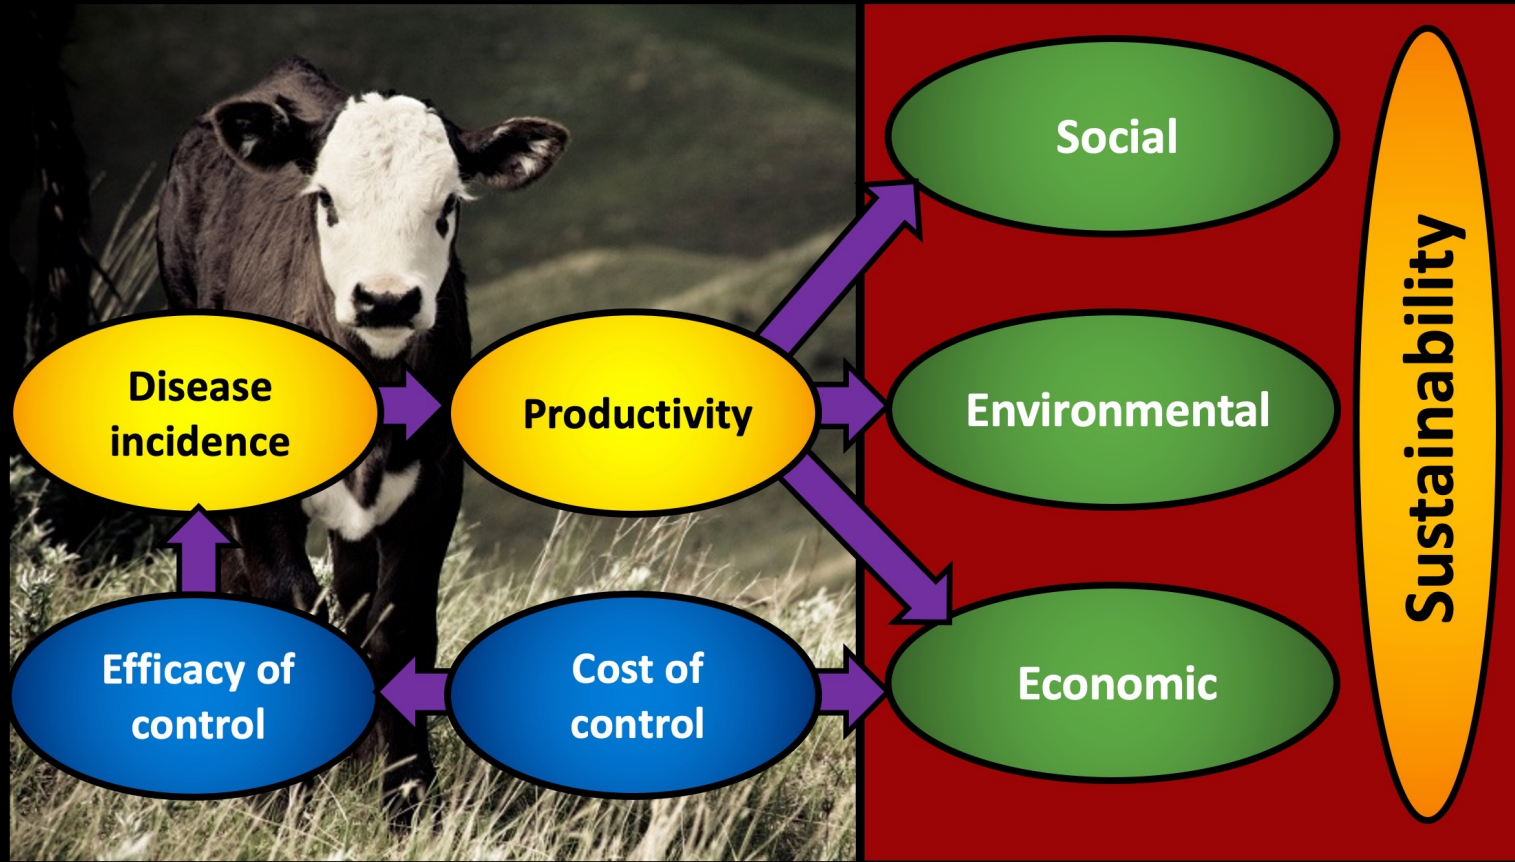 Social
Disease
incidence
Productivity
Environmental
Efficacy of
control
Cost of
control
Economic
Sustainability